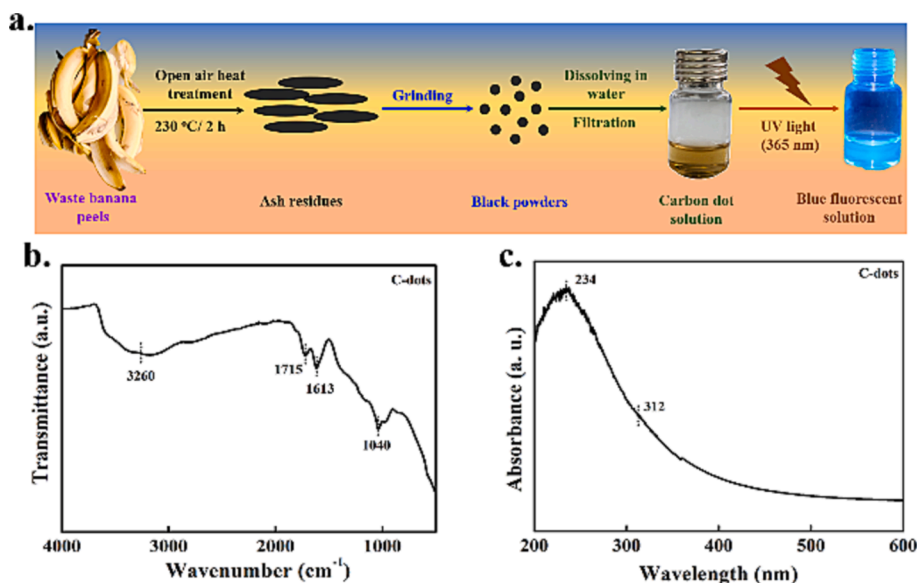 a.
Open air heat
treatment
230 °C/ 2 h
Grinding
Dissolving in
water
Filtration
UV light
(365 nm)
Waste banana
peels
Ash residues
Black powders
Carbon dot
solution
Blue fluorescent
solution
b.
C-dots
3260
1715
1613
1040
Transmittance (a.u.)
4000
3000
2000
1000
Wavenumber (cm⁻¹)
c.
C-dots
234
312
Absorbance (a. u.)
200
300
400
500
600
Wavelength (nm)